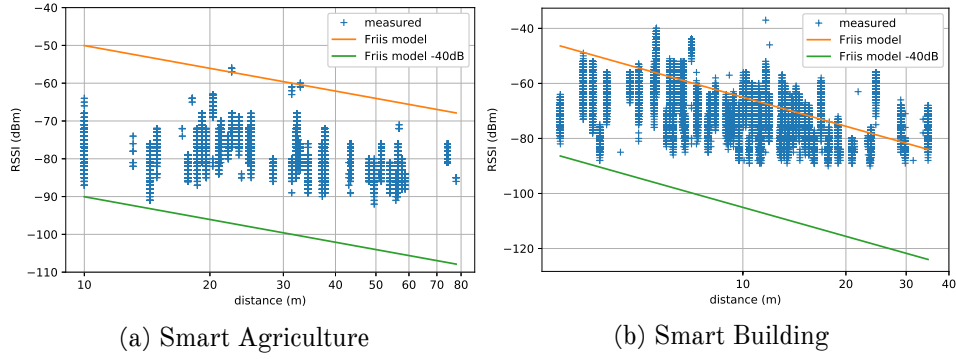 −40
−50
−60
−70
−80
−90
−100
−110
RSSI (dBm)
measured
Friis model
Friis model -40dB
10
20
30
40
50
60
70
80
distance (m)
(a) Smart Agriculture
−40
−60
−80
−100
−120
RSSI (dBm)
measured
Friis model
Friis model -40dB
10
20
30
40
distance (m)
(b) Smart Building